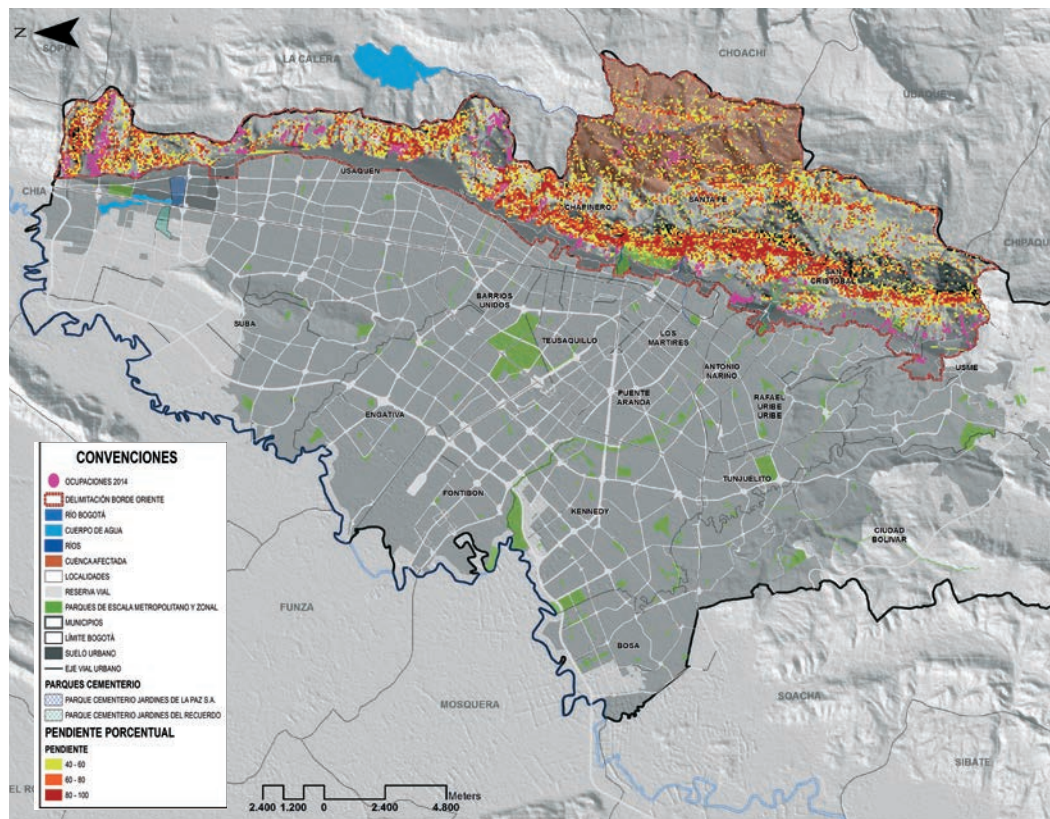 N
SOPÓ
LA CALERA
CHOACHI
UBAQUE
CHIA
USAQUEN
CHAPINERO
SANTA FE
CHIPAQUE
SAN
CRISTOBAL
BARRIOS
UNIDOS
SUBA
TEUSAQUILLO
LOS
MARTIRES
ANTONIO
NARIÑO
USME
PUENTE
ARANDA
RAFAEL
URIBE
URIBE
ENGATIVA
TUNJUELITO
FONTIBON
KENNEDY
CIUDAD
BOLIVAR
FUNZA
BOSA
MOSQUERA
SOACHA
SIBATE
EL RO
CONVENCIONES
OCUPACIONES 2014
DELIMITACIÓN BORDE ORIENTE
RÍO BOGOTÁ
CUERPO DE AGUA
RÍOS
CUENCA AFECTADA
LOCALIDADES
RESERVA VIAL
PARQUES DE ESCALA METROPOLITANO Y ZONAL
MUNICIPIOS
LÍMITE BOGOTÁ
SUELO URBANO
EJE VIAL URBANO
PARQUES CEMENTERIO
PARQUE CEMENTERIO JARDINES DE LA PAZ S.A.
PARQUE CEMENTERIO JARDINES DEL RECUERDO
PENDIENTE PORCENTUAL
PENDIENTE
40 - 60
60 - 80
80 - 100
Meters
2.400 1.200 0 2.400 4.800